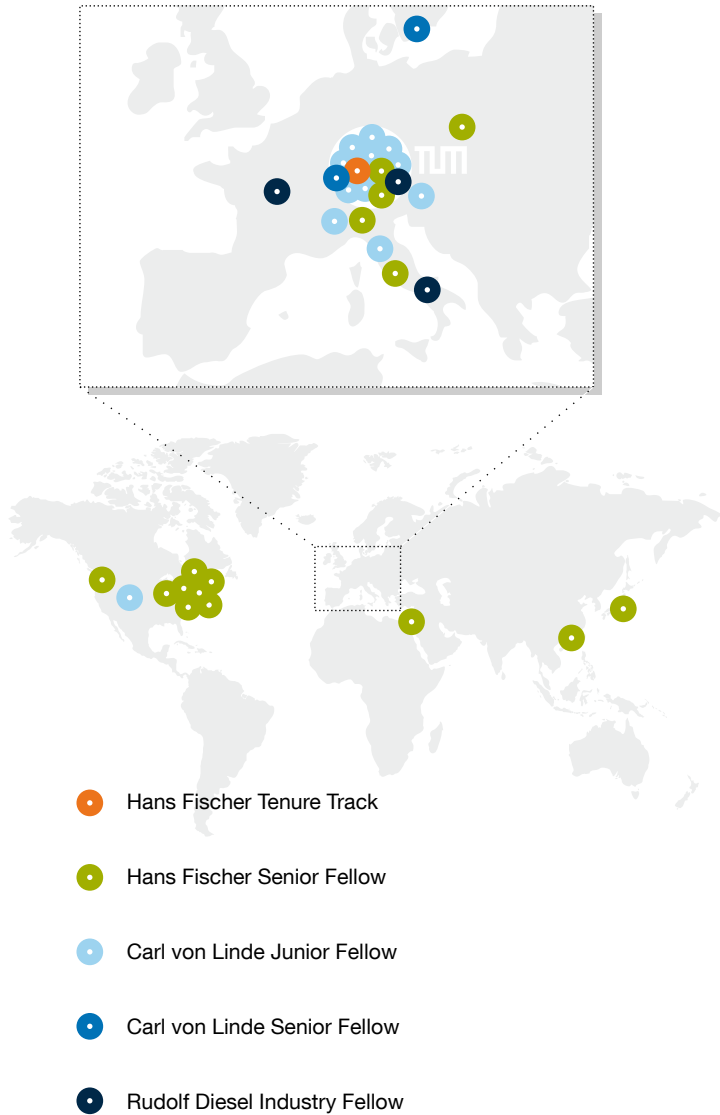 TUM
Hans Fischer Tenure Track
Hans Fischer Senior Fellow
Carl von Linde Junior Fellow
Carl von Linde Senior Fellow
Rudolf Diesel Industry Fellow